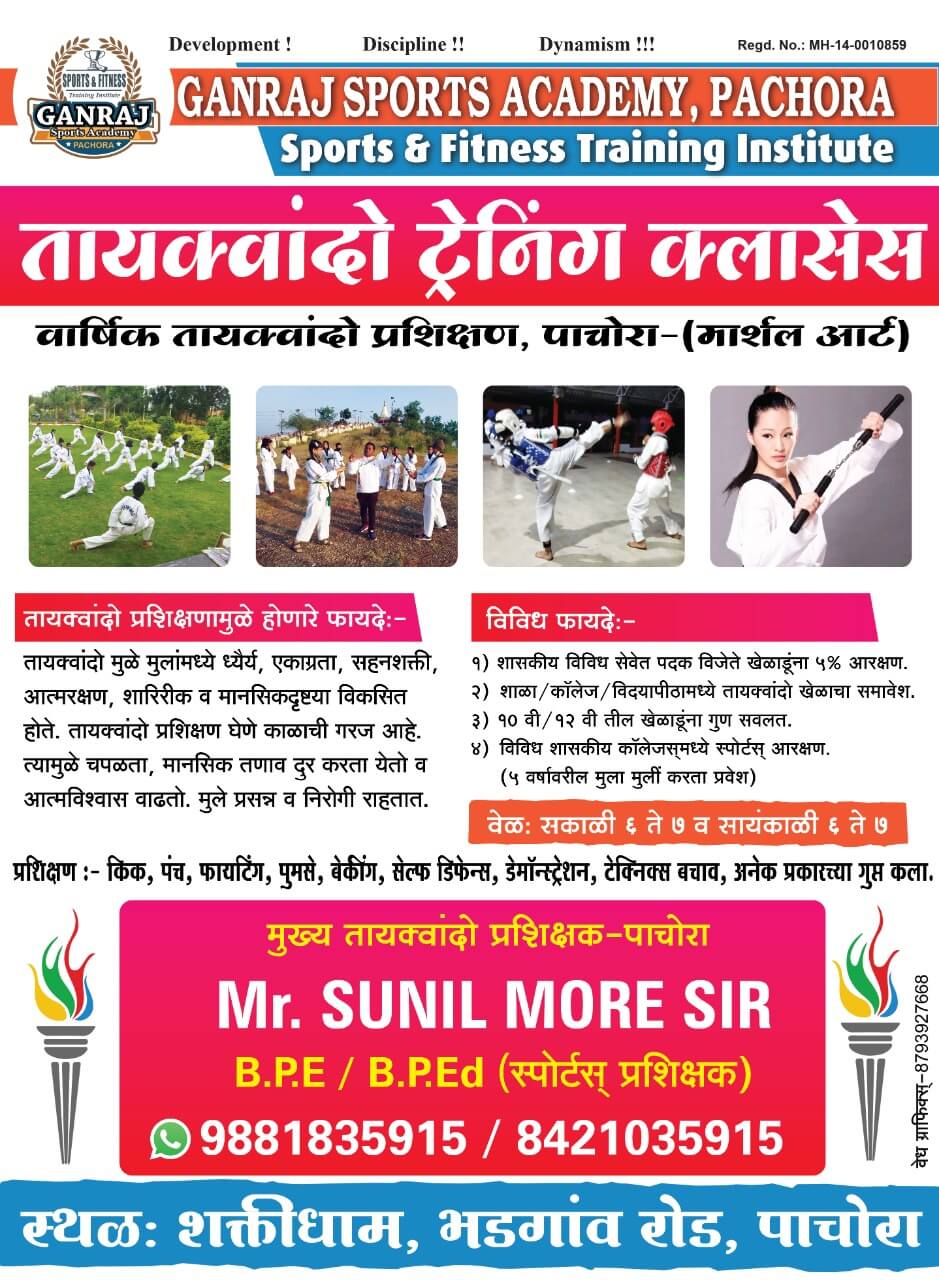 Development !
Discipline !!
Dynamism !!!
Regd. No.: MH-14-0010859
SPORTS & FITNESS
Training Institute
GANRAJ
Sports Academy
PACHORA
GANRAJ SPORTS ACADEMY, PACHORA
Sports & Fitness Training Institute
तायक्वांदो ट्रेनिंग क्लासेस
वार्षिक तायक्वांदो प्रशिक्षण, पाचोरा-(मार्शल आर्ट)
तायक्वांदो प्रशिक्षणामुळे होणारे फायदेः-
तायक्वांदो मुळे मुलांमध्ये ध्यैर्य, एकाग्रता, सहनशक्ती,
आत्मरक्षण, शारिरीक व मानसिकदृष्टया विकसित
होते. तायक्वांदो प्रशिक्षण घेणे काळाची गरज आहे.
त्यामुळे चपळता, मानसिक तणाव दुर करता येतो व
आत्मविश्वास वाढतो. मुले प्रसन्न व निरोगी राहतात.
विविध फायदेः-
१) शासकीय विविध सेवेत पदक विजेते खेळाडूंना ५% आरक्षण.
२) शाळा/कॉलेज/विदयापीठामध्ये तायक्वांदो खेळाचा समावेश.
३) १० वी/१२ वी तील खेळाडूंना गुण सवलत.
४) विविध शासकीय कॉलेजस्‌मध्ये स्पोर्टस् आरक्षण.
(५ वर्षावरील मुला मुलीं करता प्रवेश)
वेळः सकाळी ६ ते ७ व सायंकाळी ६ ते ७
प्रशिक्षण :- किक, पंच, फायटिंग, पुमसे, बेकींग, सेल्फ डिफेन्स, डेमॉन्स्ट्रेशन, टेक्निक्स बचाव, अनेक प्रकारच्या गुप्त कला.
मुख्य तायक्वांदो प्रशिक्षक-पाचोरा
Mr. SUNIL MORE SIR
B.P.E / B.P.Ed (स्पोर्टस् प्रशिक्षक)
9881835915 / 8421035915
वेध ग्राफिक्स्-8793927668
स्थळः शक्तीधाम, भडगांव रोड, पाचोरा